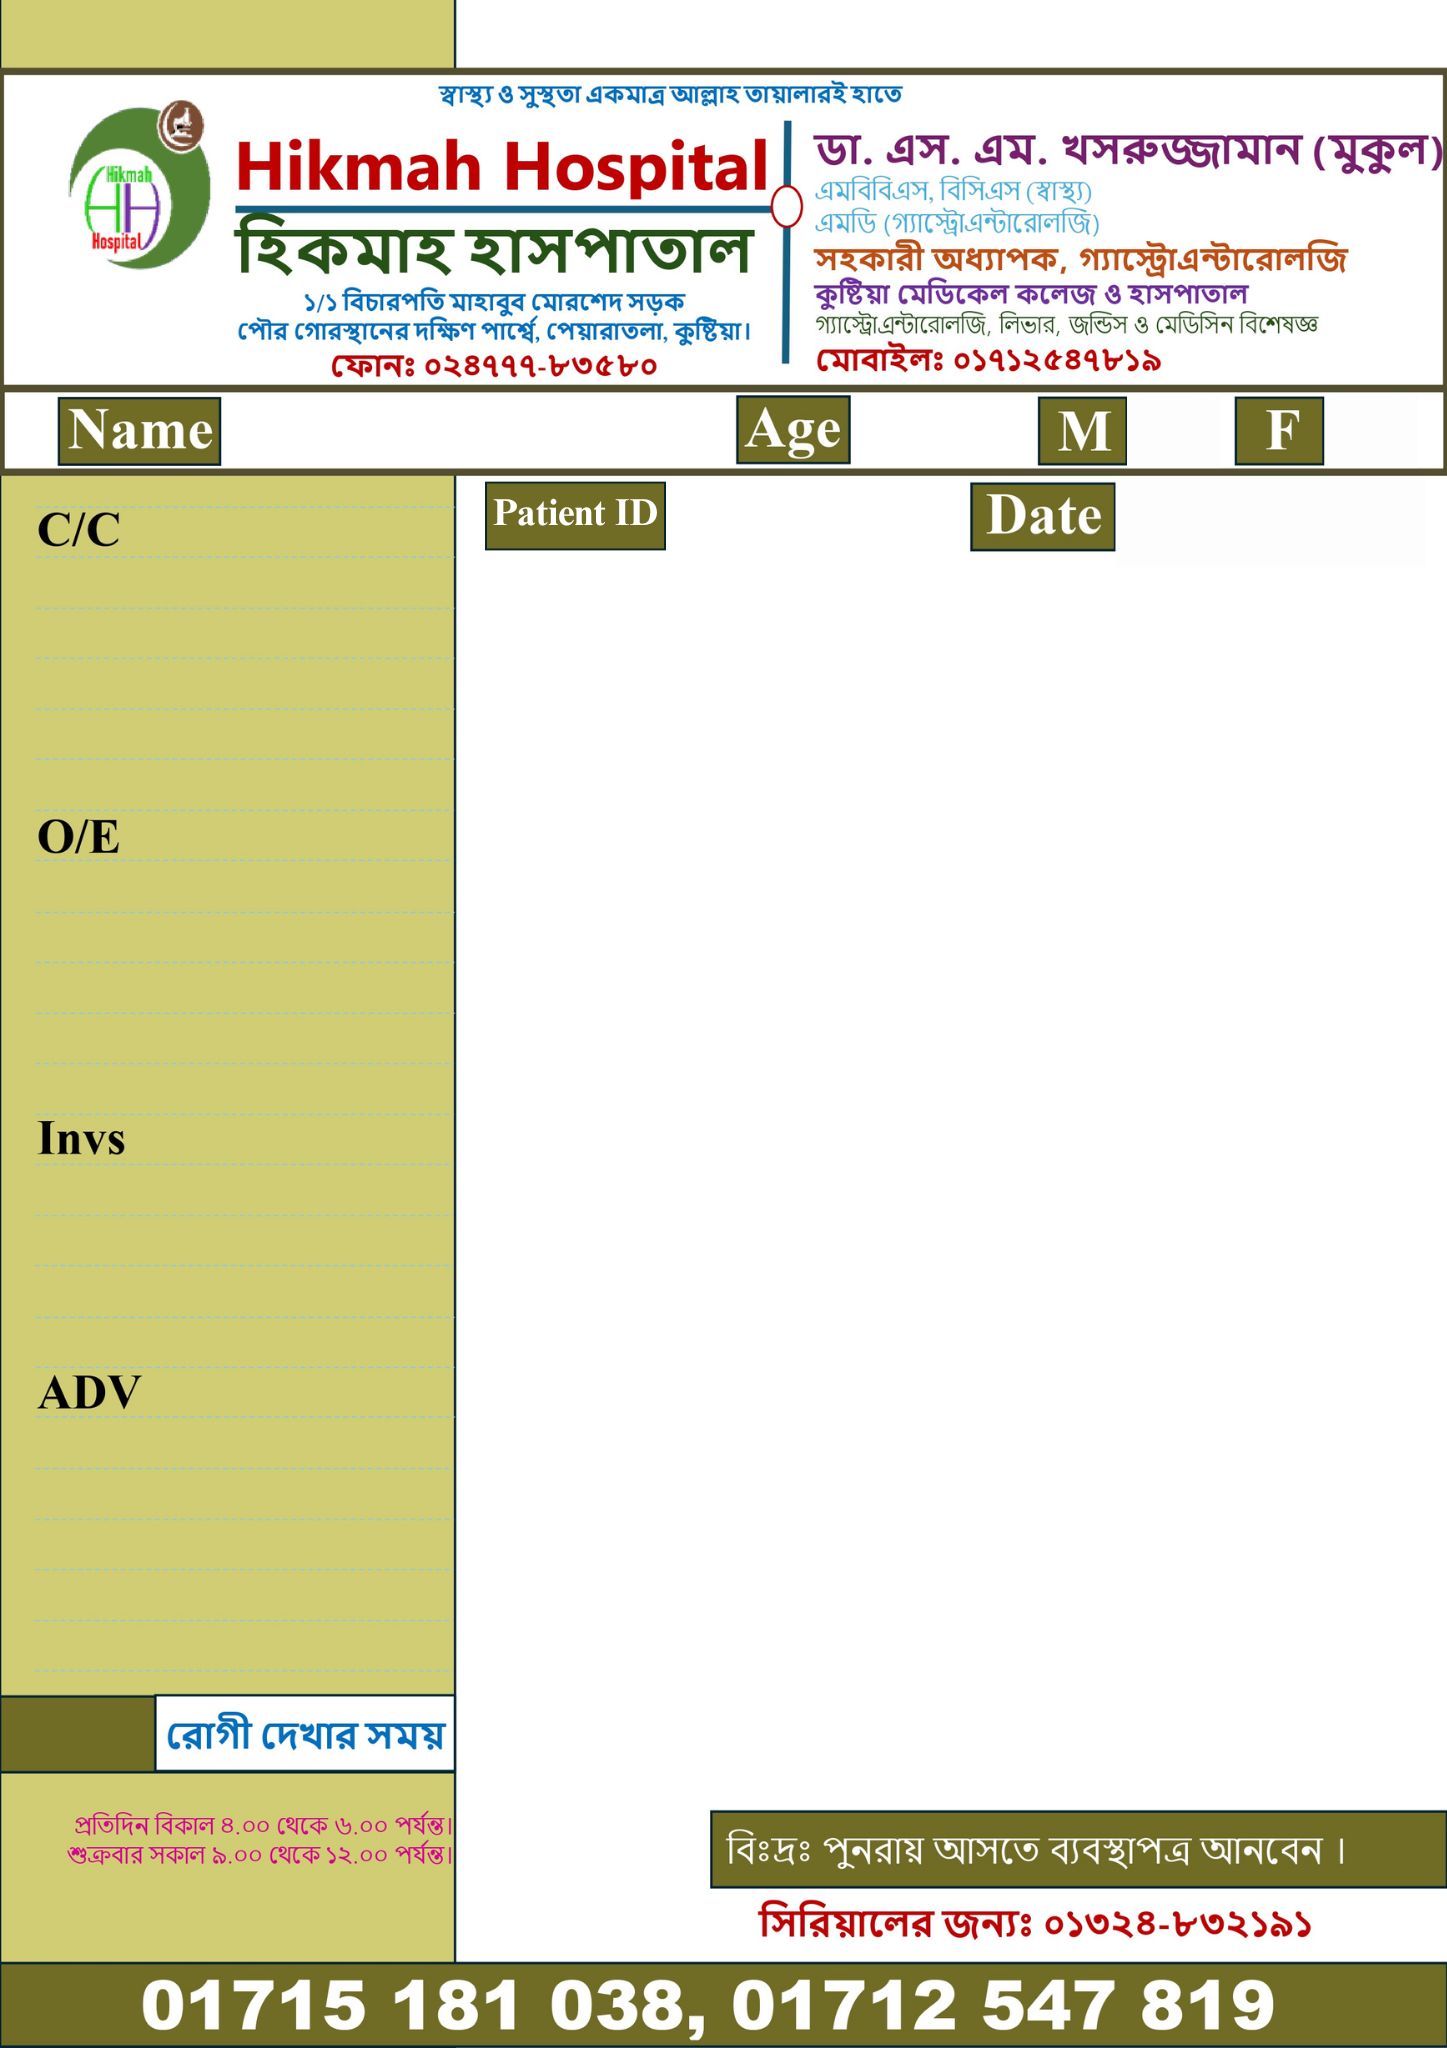 স্বাস্থ্য ও সুস্থতা একমাত্র আল্লাহ তায়ালারই হাতে
Hikmah
Hospital
Hikmah Hospital
হিকমাহ হাসপাতাল
১/১ বিচারপতি মাহাবুব মোরশেদ সড়ক
পৌর গোরস্থানের দক্ষিণ পার্শ্বে, পেয়ারাতলা, কুষ্টিয়া।
ফোনঃ ০২৪৭৭৭-৮৩৫৮০
ডা. এস. এম. খসরুজ্জামান (মুকুল)
এমবিবিএস, বিসিএস (স্বাস্থ্য)
এমডি (গ্যাস্ট্রোএন্টারোলজি)
সহকারী অধ্যাপক, গ্যাস্ট্রোএন্টারোলজি
কুষ্টিয়া মেডিকেল কলেজ ও হাসপাতাল
গ্যাস্ট্রোএন্টারোলজি, লিভার, জন্ডিস ও মেডিসিন বিশেষজ্ঞ
মোবাইলঃ ০১৭১২৫৪৭৮১৯
Name Age M F
Patient ID Date
C/C
O/E
Invs
ADV
রোগী দেখার সময়
প্রতিদিন বিকাল ৪.০০ থেকে ৬.০০ পর্যন্ত।
শুক্রবার সকাল ৯.০০ থেকে ১২.০০ পর্যন্ত।
বিঃদ্রঃ পুনরায় আসতে ব্যবস্থাপত্র আনবেন ।
সিরিয়ালের জন্যঃ ০১৩২৪-৮৩২১৯১
01715 181 038, 01712 547 819